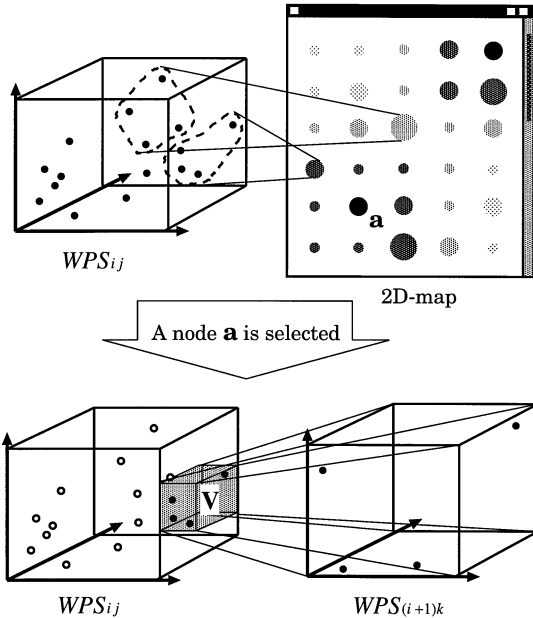 a
WPSij
2D-map
A node a is selected
V
WPSij
WPS(i+1)k